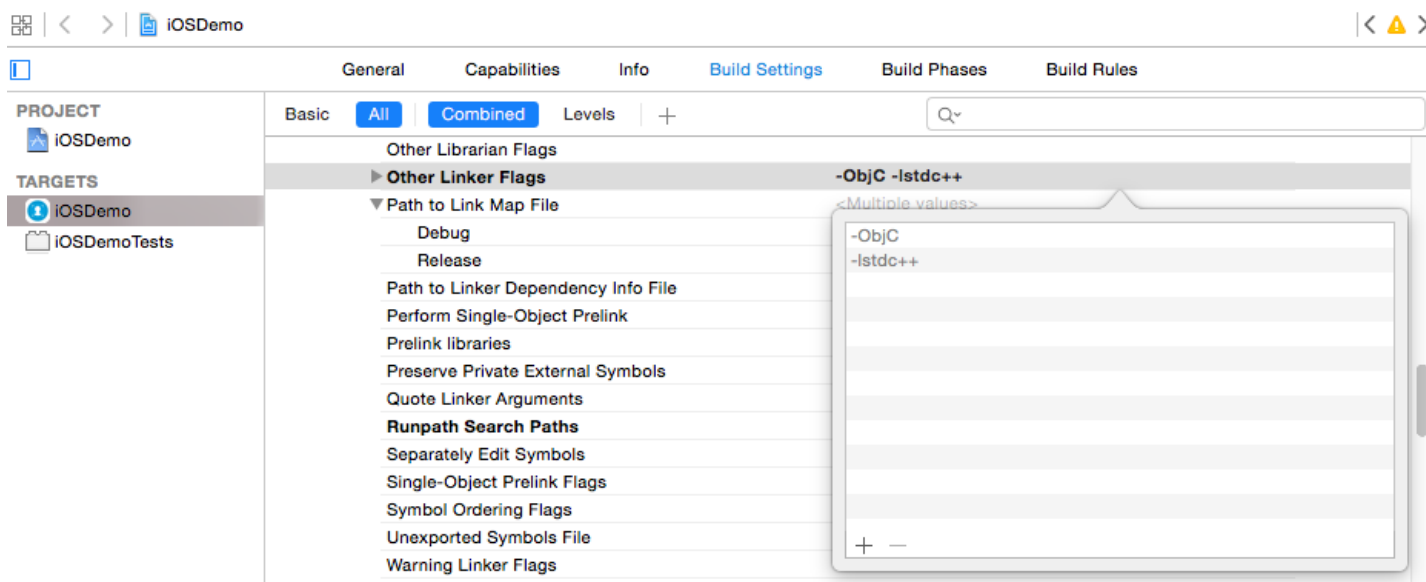 iOSDemo
General Capabilities Info Build Settings Build Phases Build Rules
PROJECT
iOSDemo
TARGETS
iOSDemo
iOSDemoTests
Basic All Combined Levels +
Other Librarian Flags
Other Linker Flags -ObjC -lstdc++
Path to Link Map File <Multiple values>
Debug
Release
Path to Linker Dependency Info File
Perform Single-Object Prelink
Prelink libraries
Preserve Private External Symbols
Quote Linker Arguments
Runpath Search Paths
Separately Edit Symbols
Single-Object Prelink Flags
Symbol Ordering Flags
Unexported Symbols File
Warning Linker Flags
-ObjC
-lstdc++
+ −